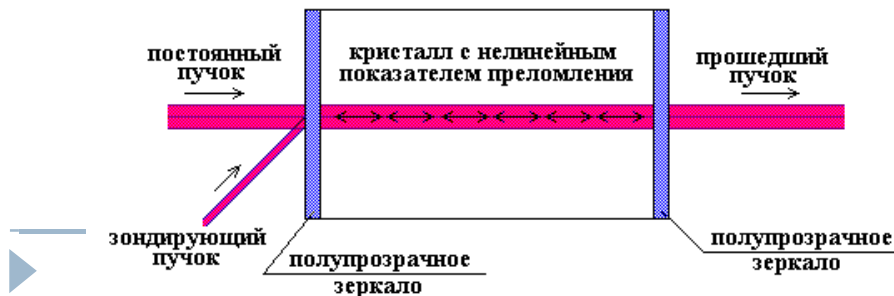 постоянный
пучок
кристалл с нелинейным
показателем преломления
прошедший
пучок
зондирующий
пучок
полупрозрачное
зеркало
полупрозрачное
зеркало